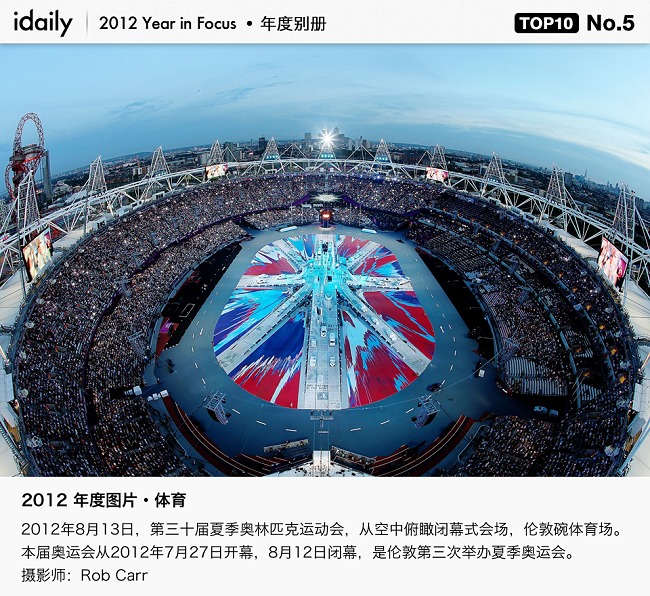 idaily 2012 Year in Focus • 年度别册 TOP10 No.5
2012 年度图片・体育
2012年8月13日，第三十届夏季奥林匹克运动会，从空中俯瞰闭幕式会场，伦敦碗体育场。
本届奥运会从2012年7月27日开幕，8月12日闭幕，是伦敦第三次举办夏季奥运会。
摄影师：Rob Carr